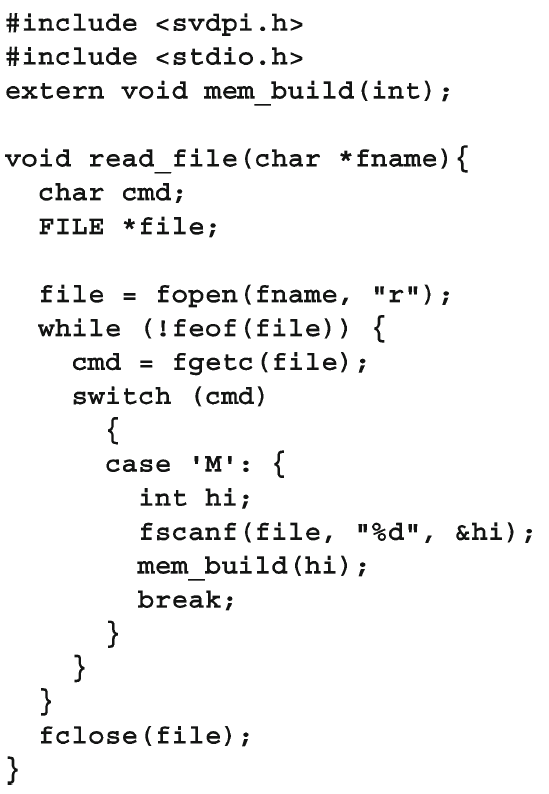 #include <svdpi.h>
#include <stdio.h>
extern void mem_build(int);

void read_file(char *fname){
  char cmd;
  FILE *file;

  file = fopen(fname, "r");
  while (!feof(file)) {
    cmd = fgetc(file);
    switch (cmd)
      {
      case 'M': {
        int hi;
        fscanf(file, "%d", &hi);
        mem_build(hi);
        break;
      }
    }
  }
  fclose(file);
}